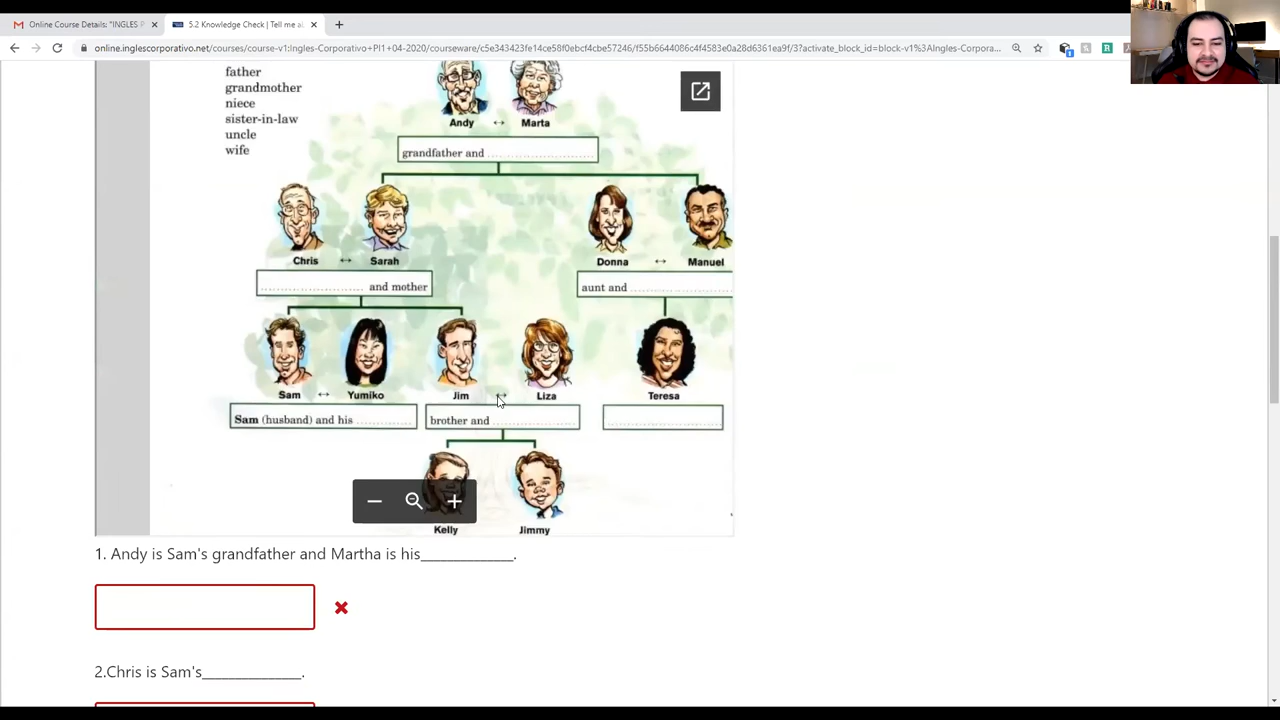 Online Course Details: "INGLES P
5.2 Knowledge Check | Tell me al
online.inglescorporativo.net/courses/course-v1:Ingles-Corporativo+PI1+04-2020/courseware/c5e343423fe14ce58f0ebcf4cbe57246/f55b6644086c4f4583e0a28d6361ea9f/3?activate_block_id=block-v1%3AIngles-Corpora...
father
grandmother
niece
sister-in-law
uncle
wife
Andy ↔ Marta
grandfather and ............................
Chris ↔ Sarah
Donna ↔ Manuel
........................... and mother
aunt and ..........................
Sam ↔ Yumiko
Jim ↔ Liza
Teresa
Sam (husband) and his ..............
brother and ......................
..............................
Kelly
Jimmy
1. Andy is Sam's grandfather and Martha is his______________.
2.Chris is Sam's_______________.